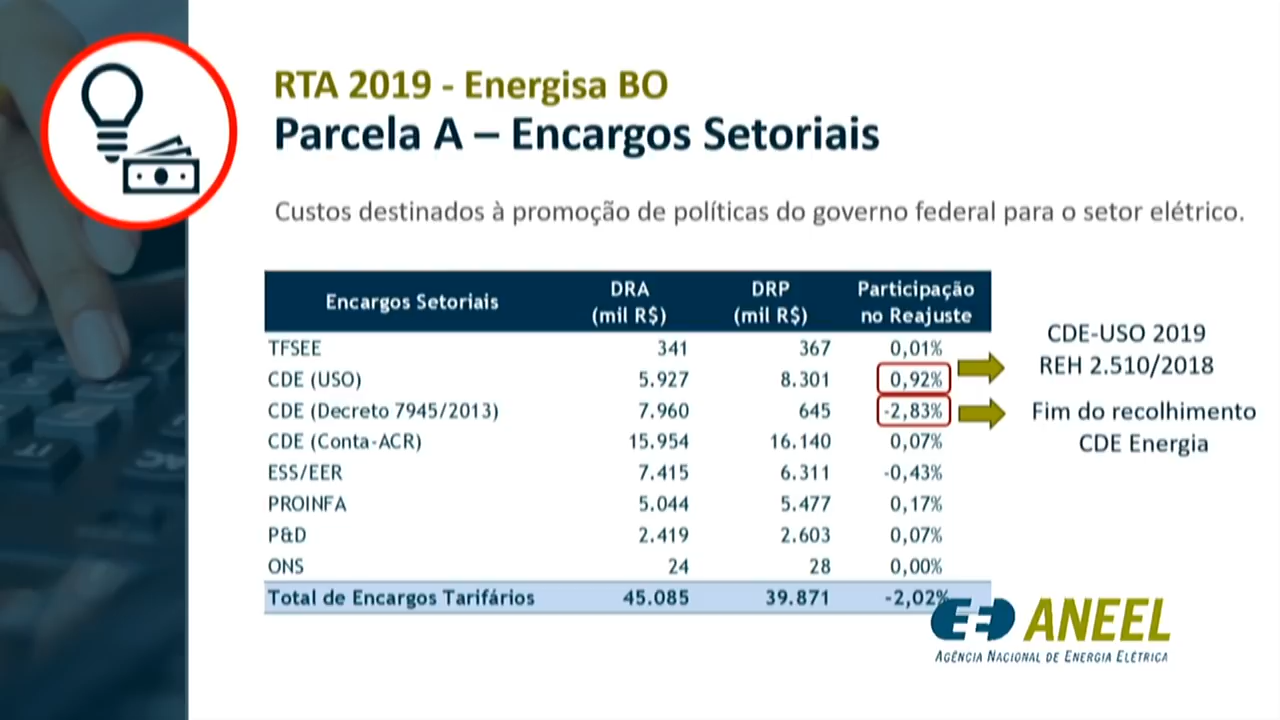 RTA 2019 - Energisa BO
Parcela A – Encargos Setoriais
Custos destinados à promoção de políticas do governo federal para o setor elétrico.
Encargos Setoriais DRA (mil R$) DRP (mil R$) Participação no Reajuste
TFSEE 341 367 0,01%
CDE (USO) 5.927 8.301 0,92%
CDE (Decreto 7945/2013) 7.960 645 -2,83%
CDE (Conta-ACR) 15.954 16.140 0,07%
ESS/EER 7.415 6.311 -0,43%
PROINFA 5.044 5.477 0,17%
P&D 2.419 2.603 0,07%
ONS 24 28 0,00%
Total de Encargos Tarifários 45.085 39.871 -2,02%
CDE-USO 2019
REH 2.510/2018
Fim do recolhimento
CDE Energia
ANEEL
AGÊNCIA NACIONAL DE ENERGIA ELÉTRICA